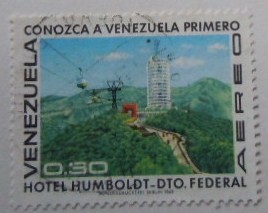 CONOZCA A VENEZUELA PRIMERO
VENEZUELA
AEREO
0.30
HOTEL HUMBOLDT-DTO. FEDERAL